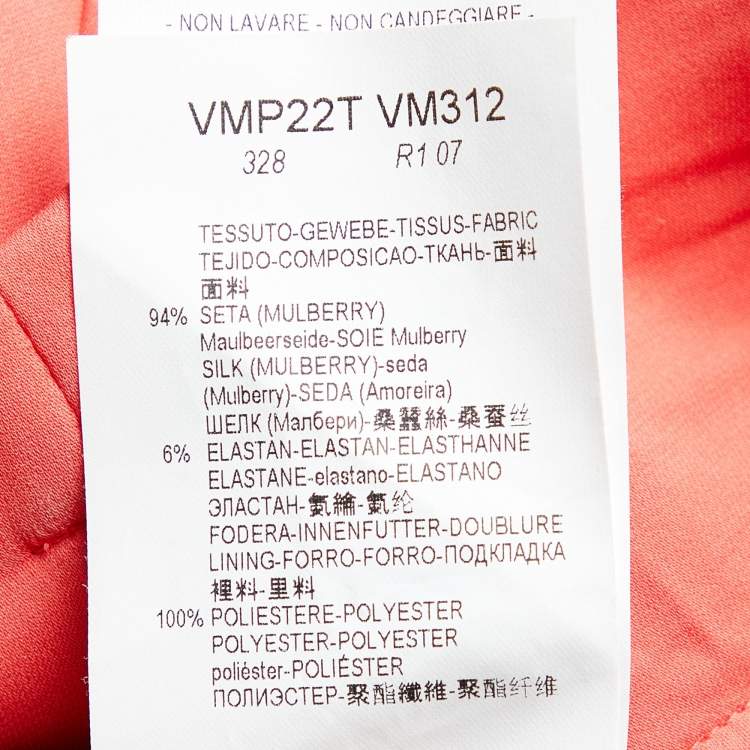 - NON LAVARE - NON CANDEGGIARE -
VMP22T VM312
328 R1 07
TESSUTO-GEWEBE-TISSUS-FABRIC
TEJIDO-COMPOSICAO-ТКАНЬ-面料
面料
94% SETA (MULBERRY)
Maulbeerseide-SOIE Mulberry
SILK (MULBERRY)-seda
(Mulberry)-SEDA (Amoreira)
ШЕЛК (Малбери)-桑蠶絲-桑蚕丝
6% ELASTAN-ELASTAN-ELASTHANNE
ELASTANE-elastano-ELASTANO
ЭЛАСТАН-氨綸-氨纶
FODERA-INNENFUTTER-DOUBLURE
LINING-FORRO-FORRO-ПОДКЛАДКА
裡料-里料
100% POLIESTERE-POLYESTER
POLYESTER-POLYESTER
poliéster-POLIÉSTER
ПОЛИЭСТЕР-聚酯纖維-聚酯纤维